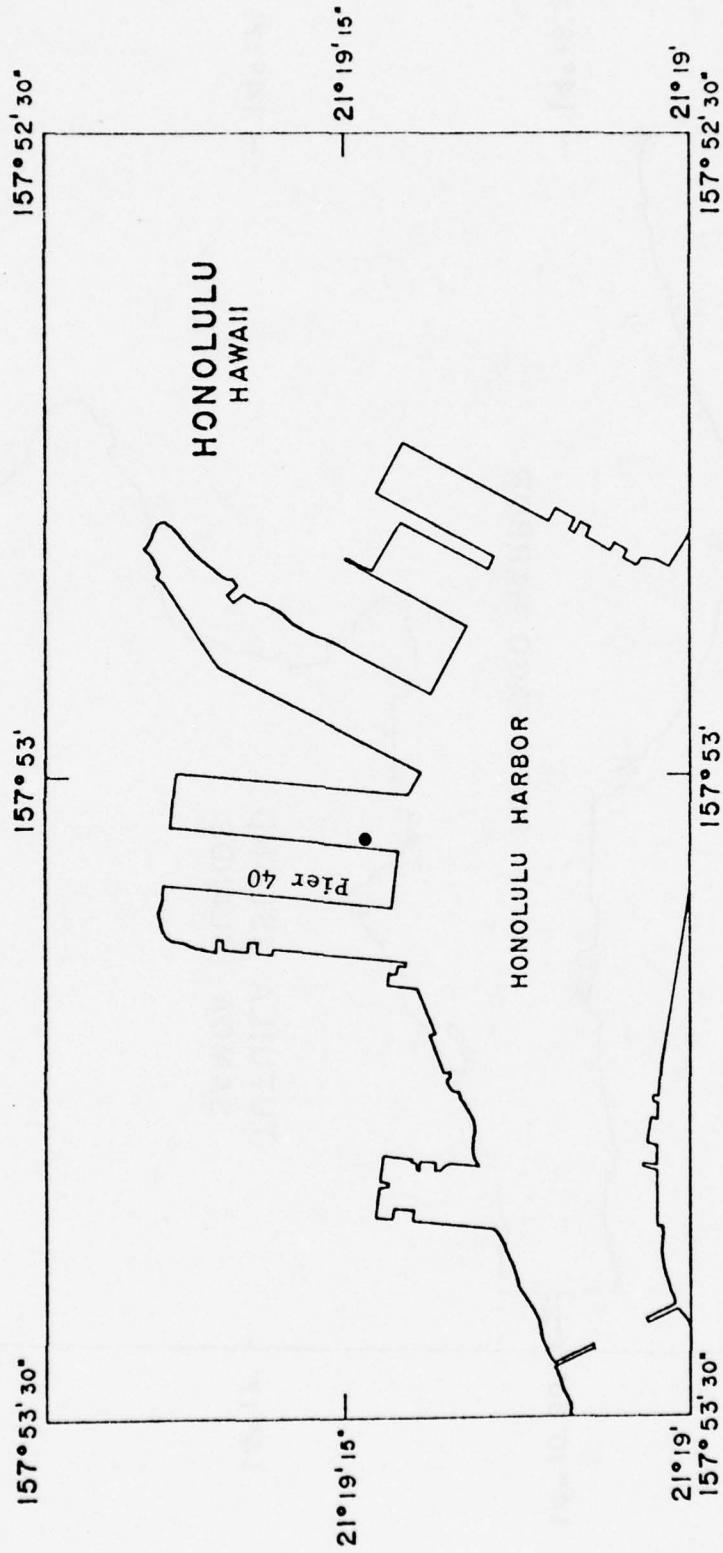 157° 53' 30"
157° 53'
157° 52' 30"
HONOLULU
HAWAII
21° 19' 15"
21° 19' 15"
Pier 40
HONOLULU HARBOR
21° 19'
21° 19'
157° 53' 30"
157° 53'
157° 52' 30"